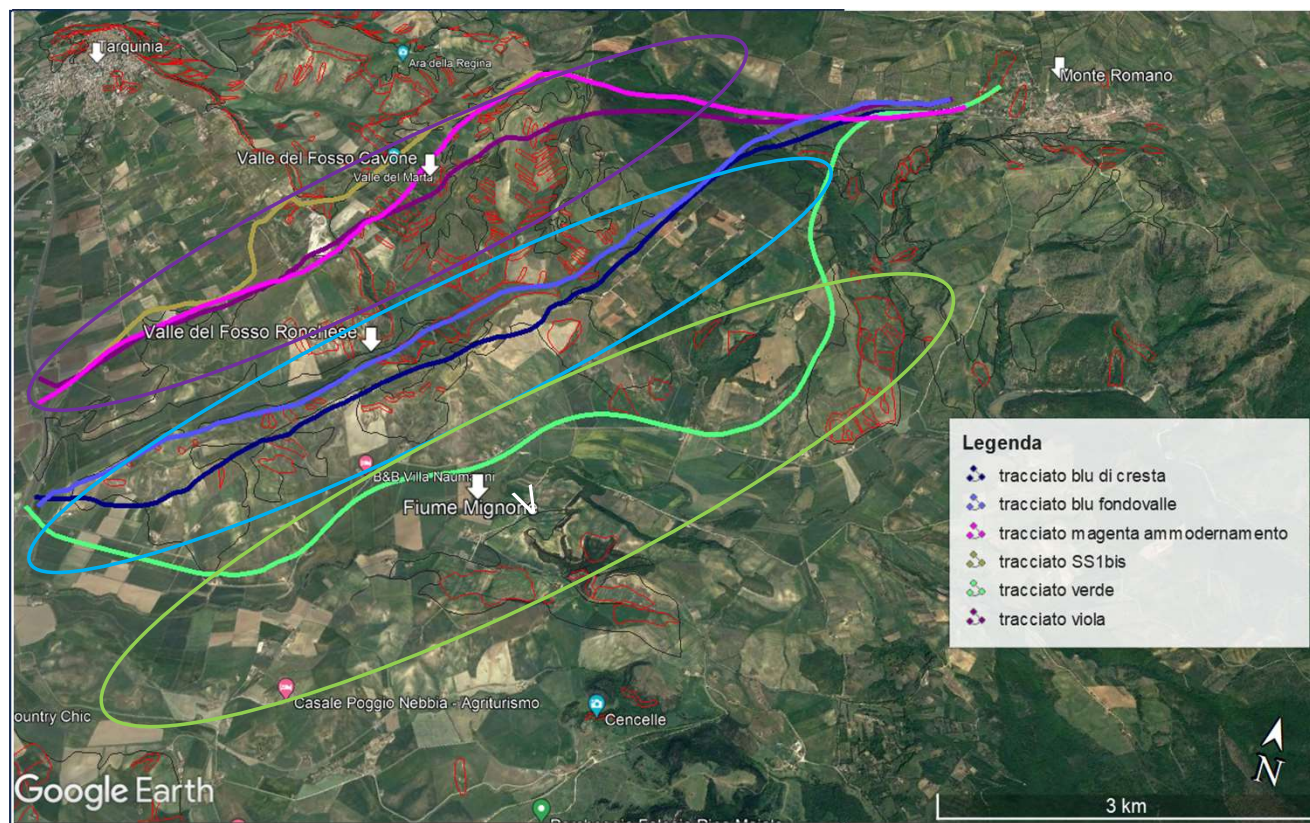 Tarquinia
Ara della Regina
Monte Romano
Valle del Fosso Cavone
Valle del Marta
Valle del Fosso Ronchese
B&B Villa Naumanni
Fiume Mignone
Legenda
tracciato blu di cresta
tracciato blu fondovalle
tracciato magenta ammodernamento
tracciato SS1bis
tracciato verde
tracciato viola
Casale Poggio Nebbia - Agriturismo
ountry Chic
Cencelle
Google Earth
N
3 km